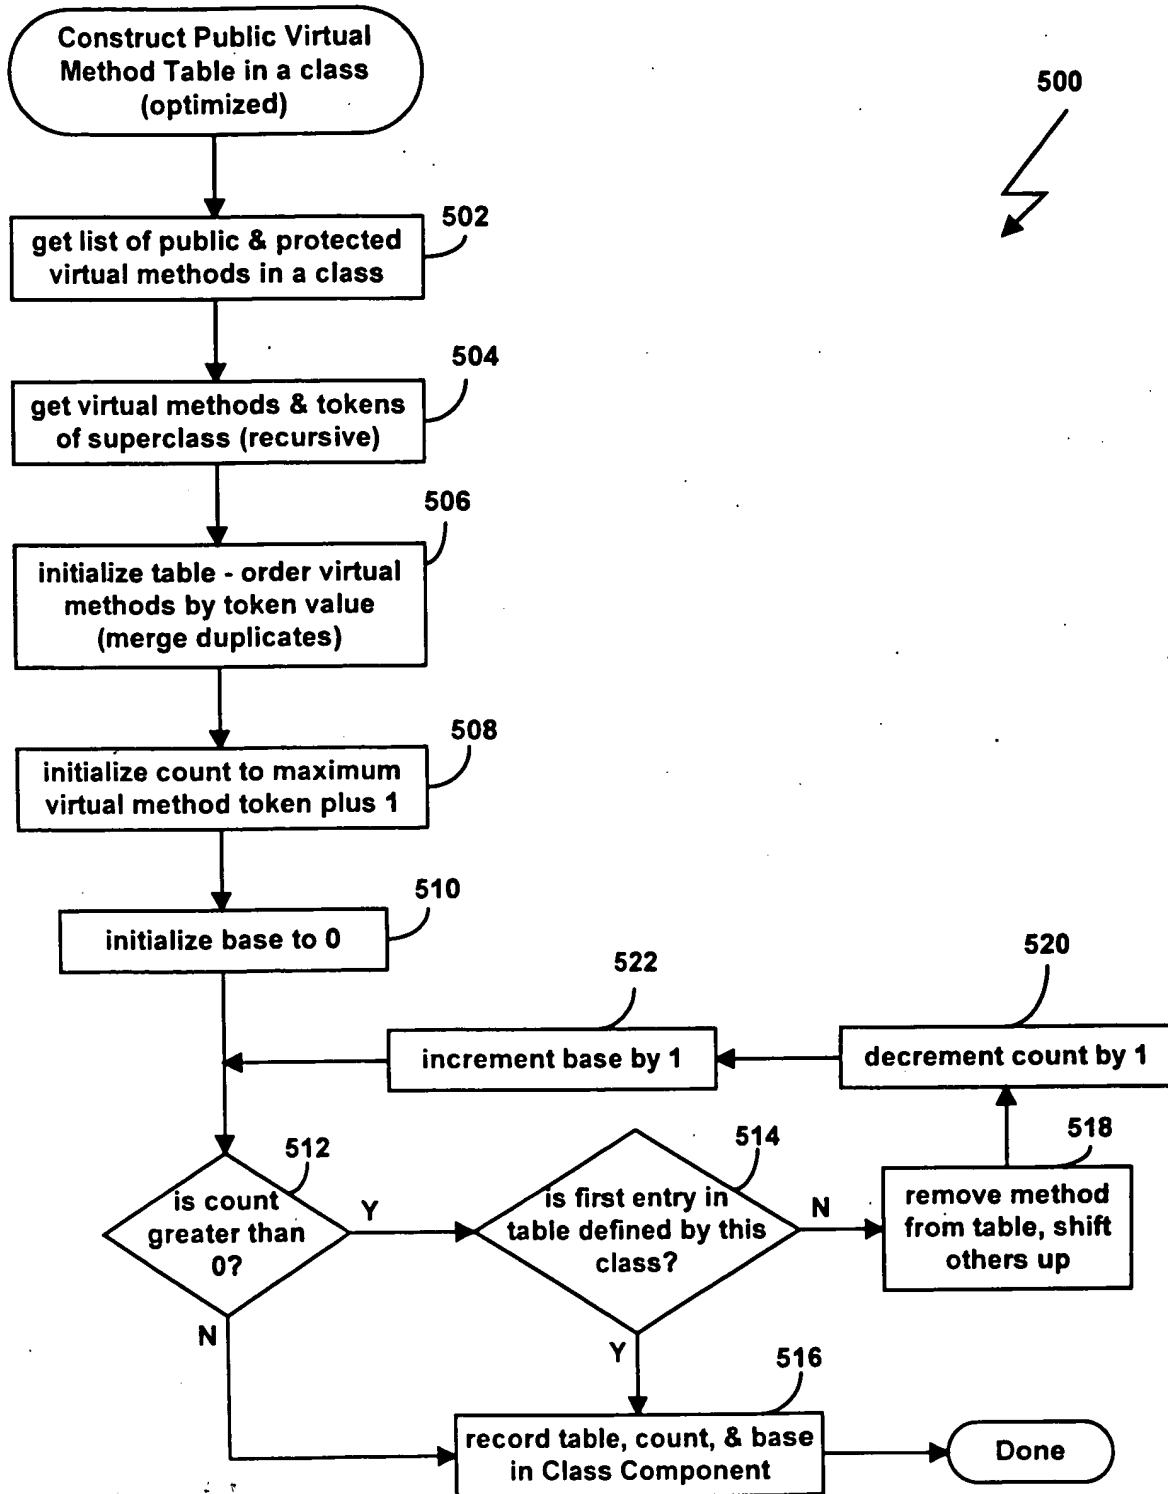 Construct Public Virtual
Method Table in a class
(optimized)
500
502
get list of public & protected
virtual methods in a class
504
get virtual methods & tokens
of superclass (recursive)
506
initialize table - order virtual
methods by token value
(merge duplicates)
508
initialize count to maximum
virtual method token plus 1
510
initialize base to 0
522
520
increment base by 1
decrement count by 1
512
is count
greater than
0?
Y
N
514
is first entry in
table defined by this
class?
N
Y
518
remove method
from table, shift
others up
516
record table, count, & base
in Class Component
Done